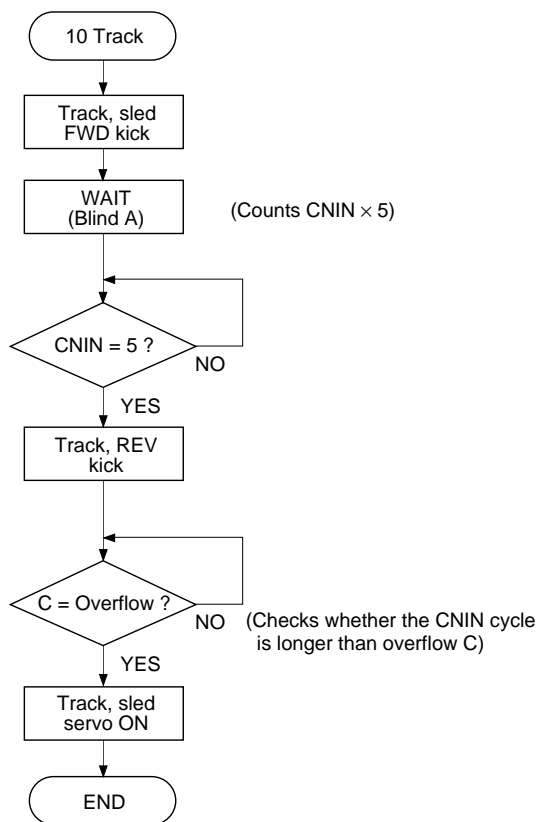 10 Track
Track, sled
FWD kick
WAIT
(Blind A)
(Counts CNIN × 5)
CNIN = 5 ?
NO
YES
Track, REV
kick
C = Overflow ?
NO
(Checks whether the CNIN cycle
is longer than overflow C)
YES
Track, sled
servo ON
END